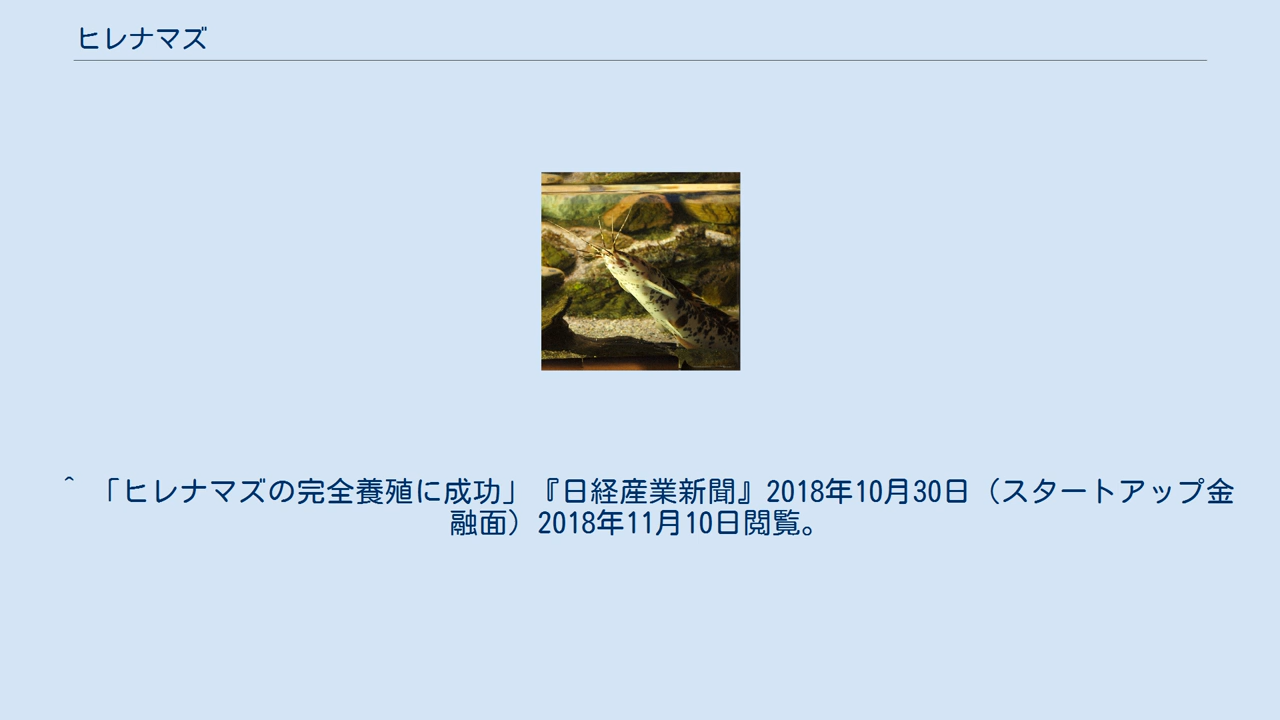 ヒレナマズ
^ 「ヒレナマズの完全養殖に成功」『日経産業新聞』2018年10月30日（スタートアップ金
融面）2018年11月10日閲覧。